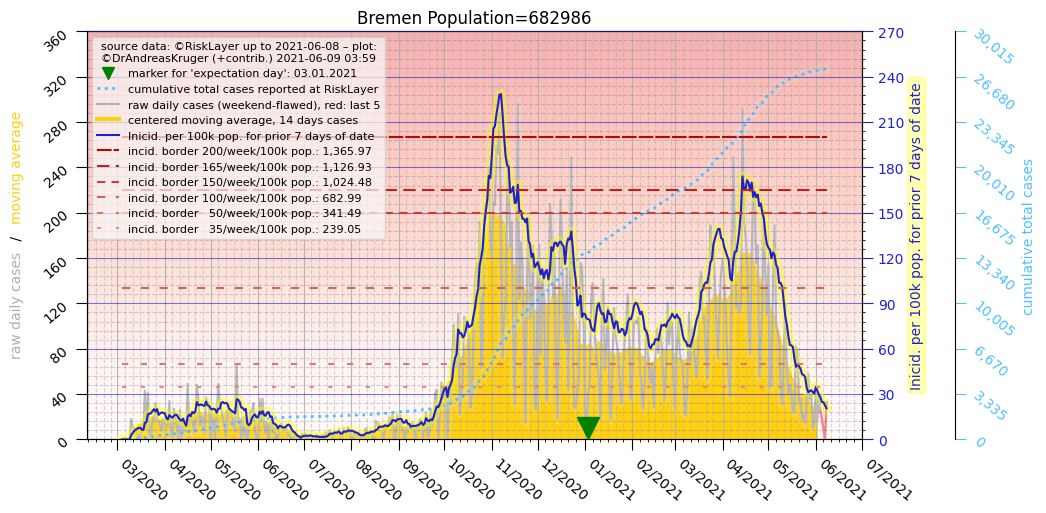 Bremen Population=682986
source data: ©RiskLayer up to 2021-06-08 – plot:
©DrAndreasKruger (+contrib.) 2021-06-09 03:59
marker for 'expectation day': 03.01.2021
cumulative total cases reported at RiskLayer
raw daily cases (weekend-flawed), red: last 5
centered moving average, 14 days cases
Inicid. per 100k pop. for prior 7 days of date
incid. border 200/week/100k pop.: 1,365.97
incid. border 165/week/100k pop.: 1,126.93
incid. border 150/week/100k pop.: 1,024.48
incid. border 100/week/100k pop.: 682.99
incid. border   50/week/100k pop.: 341.49
incid. border   35/week/100k pop.: 239.05
raw daily cases / moving average
360
320
280
240
200
160
120
80
40
0
03/2020
04/2020
05/2020
06/2020
07/2020
08/2020
09/2020
10/2020
11/2020
12/2020
01/2021
02/2021
03/2021
04/2021
05/2021
06/2021
07/2021
270
240
210
180
150
120
90
60
30
0
Inicid. per 100k pop. for prior 7 days of date
30,015
26,680
23,345
20,010
16,675
13,340
10,005
6,670
3,335
0
cumulative total cases